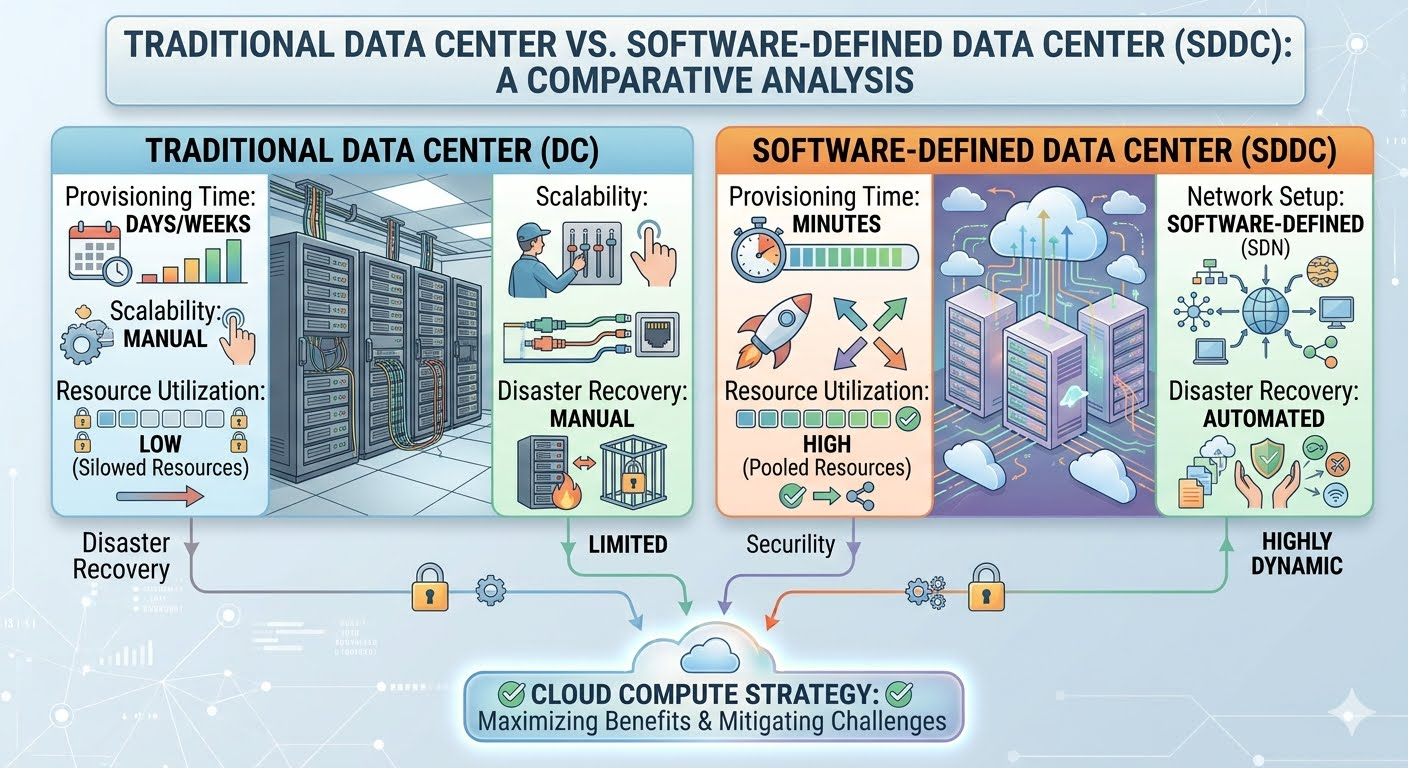 TRADITIONAL DATA CENTER VS. SOFTWARE-DEFINED DATA CENTER (SDDC):
A COMPARATIVE ANALYSIS
TRADITIONAL DATA CENTER (DC)
Provisioning Time:
DAYS/WEEKS
Scalability:
MANUAL
Resource Utilization:
LOW
(Silowed Resources)
Scalability:
Disaster Recovery:
MANUAL
SOFTWARE-DEFINED DATA CENTER (SDDC)
Provisioning Time:
MINUTES
Resource Utilization:
HIGH
(Pooled Resources)
Network Setup:
SOFTWARE-DEFINED
(SDN)
Disaster Recovery:
AUTOMATED
Disaster
Recovery
LIMITED
Securility
HIGHLY
DYNAMIC
CLOUD COMPUTE STRATEGY:
Maximizing Benefits & Mitigating Challenges